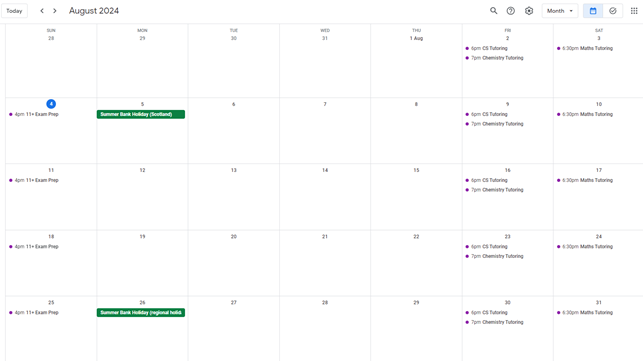 Today August 2024 Month
SUN MON TUE WED THU FRI SAT
28 29 30 31 1 Aug 2 3
6pm CS Tutoring 6:30pm Maths Tutoring
7pm Chemistry Tutoring
4 5 6 7 8 9 10
4pm 11+ Exam Prep Summer Bank Holiday (Scotland) 6pm CS Tutoring 6:30pm Maths Tutoring
7pm Chemistry Tutoring
11 12 13 14 15 16 17
4pm 11+ Exam Prep 6pm CS Tutoring 6:30pm Maths Tutoring
7pm Chemistry Tutoring
18 19 20 21 22 23 24
4pm 11+ Exam Prep 6pm CS Tutoring 6:30pm Maths Tutoring
7pm Chemistry Tutoring
25 26 27 28 29 30 31
4pm 11+ Exam Prep Summer Bank Holiday (regional holid 6pm CS Tutoring 6:30pm Maths Tutoring
7pm Chemistry Tutoring